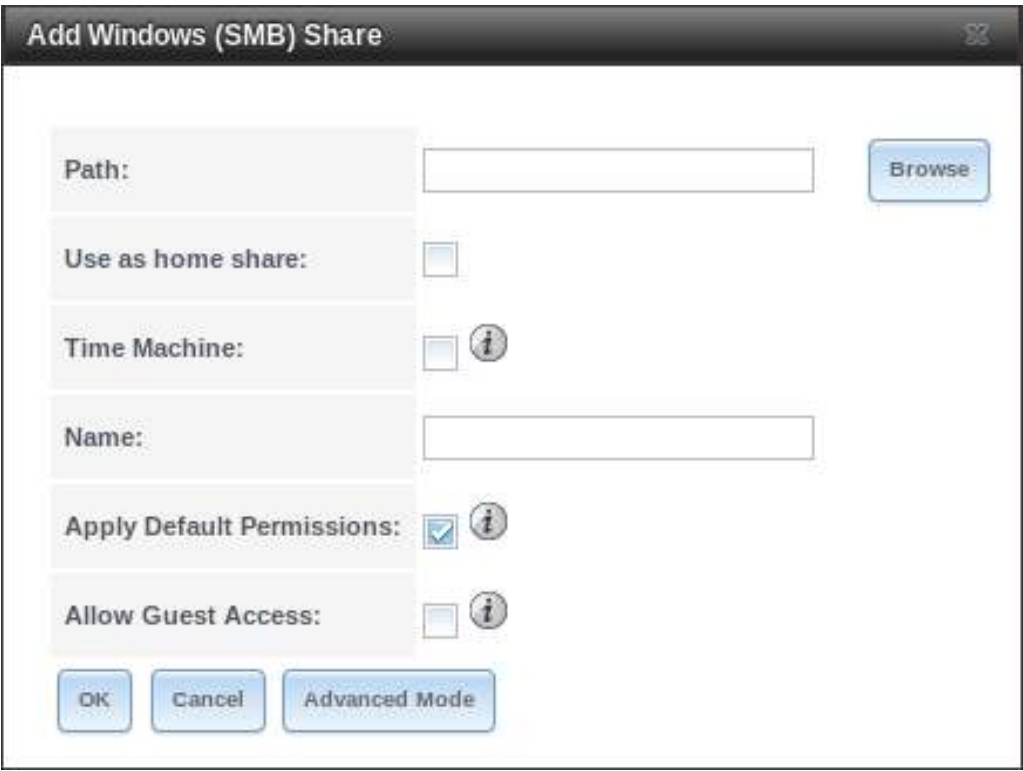 Add Windows (SMB) Share
Path:
Browse
Use as home share:
Time Machine:
i
Name:
Apply Default Permissions:
i
Allow Guest Access:
i
OK
Cancel
Advanced Mode